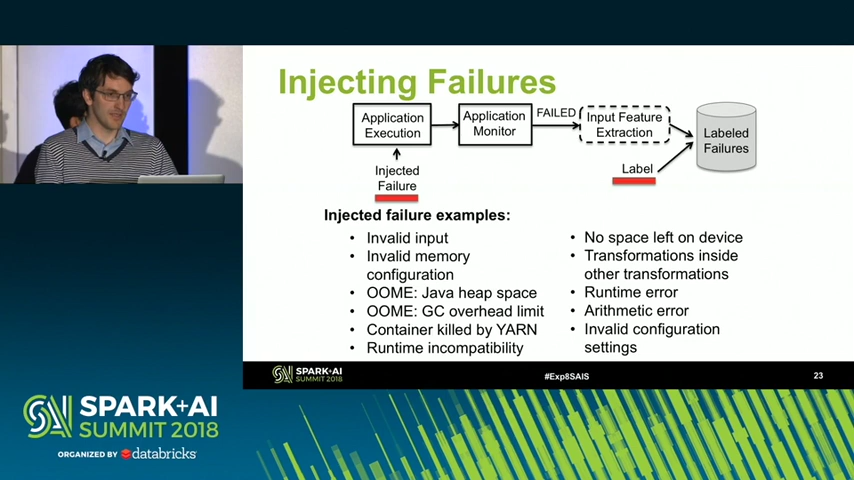 Injecting Failures
Application
Execution
Application
Monitor
FAILED
Input Feature
Extraction
Labeled
Failures
Injected
Failure
Label
Injected failure examples:
• Invalid input
• Invalid memory
configuration
• OOME: Java heap space
• OOME: GC overhead limit
• Container killed by YARN
• Runtime incompatibility
• No space left on device
• Transformations inside
other transformations
• Runtime error
• Arithmetic error
• Invalid configuration
settings
SPARK+AI
SUMMIT 2018
#Exp8SAIS
23
SPARK+AI
SUMMIT 2018
ORGANIZED BY databricks